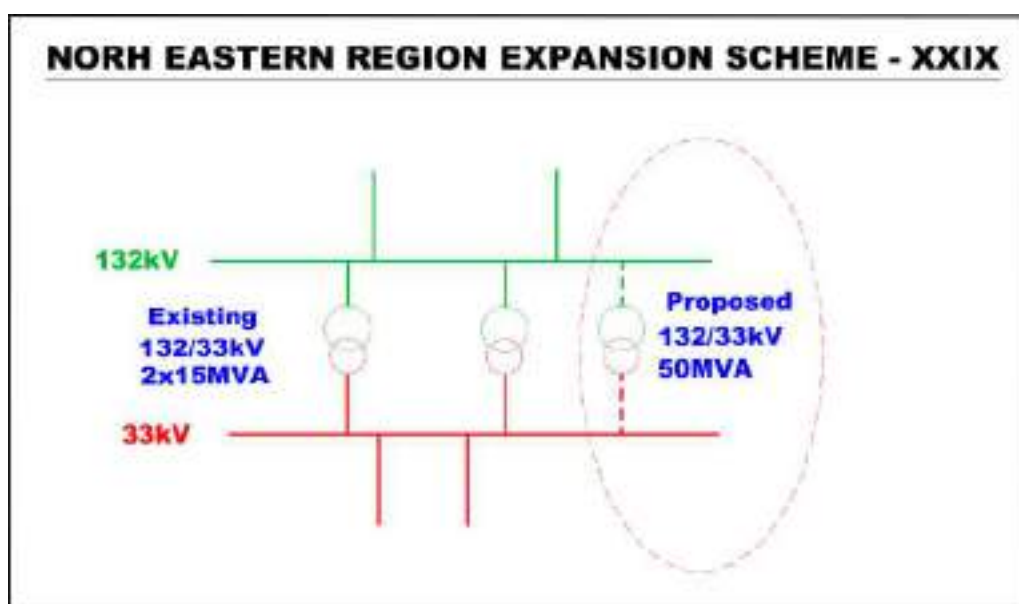 NORH EASTERN REGION EXPANSION SCHEME - XXIX
132kV
Existing
132/33kV
2x15MVA
Proposed
132/33kV
50MVA
33kV